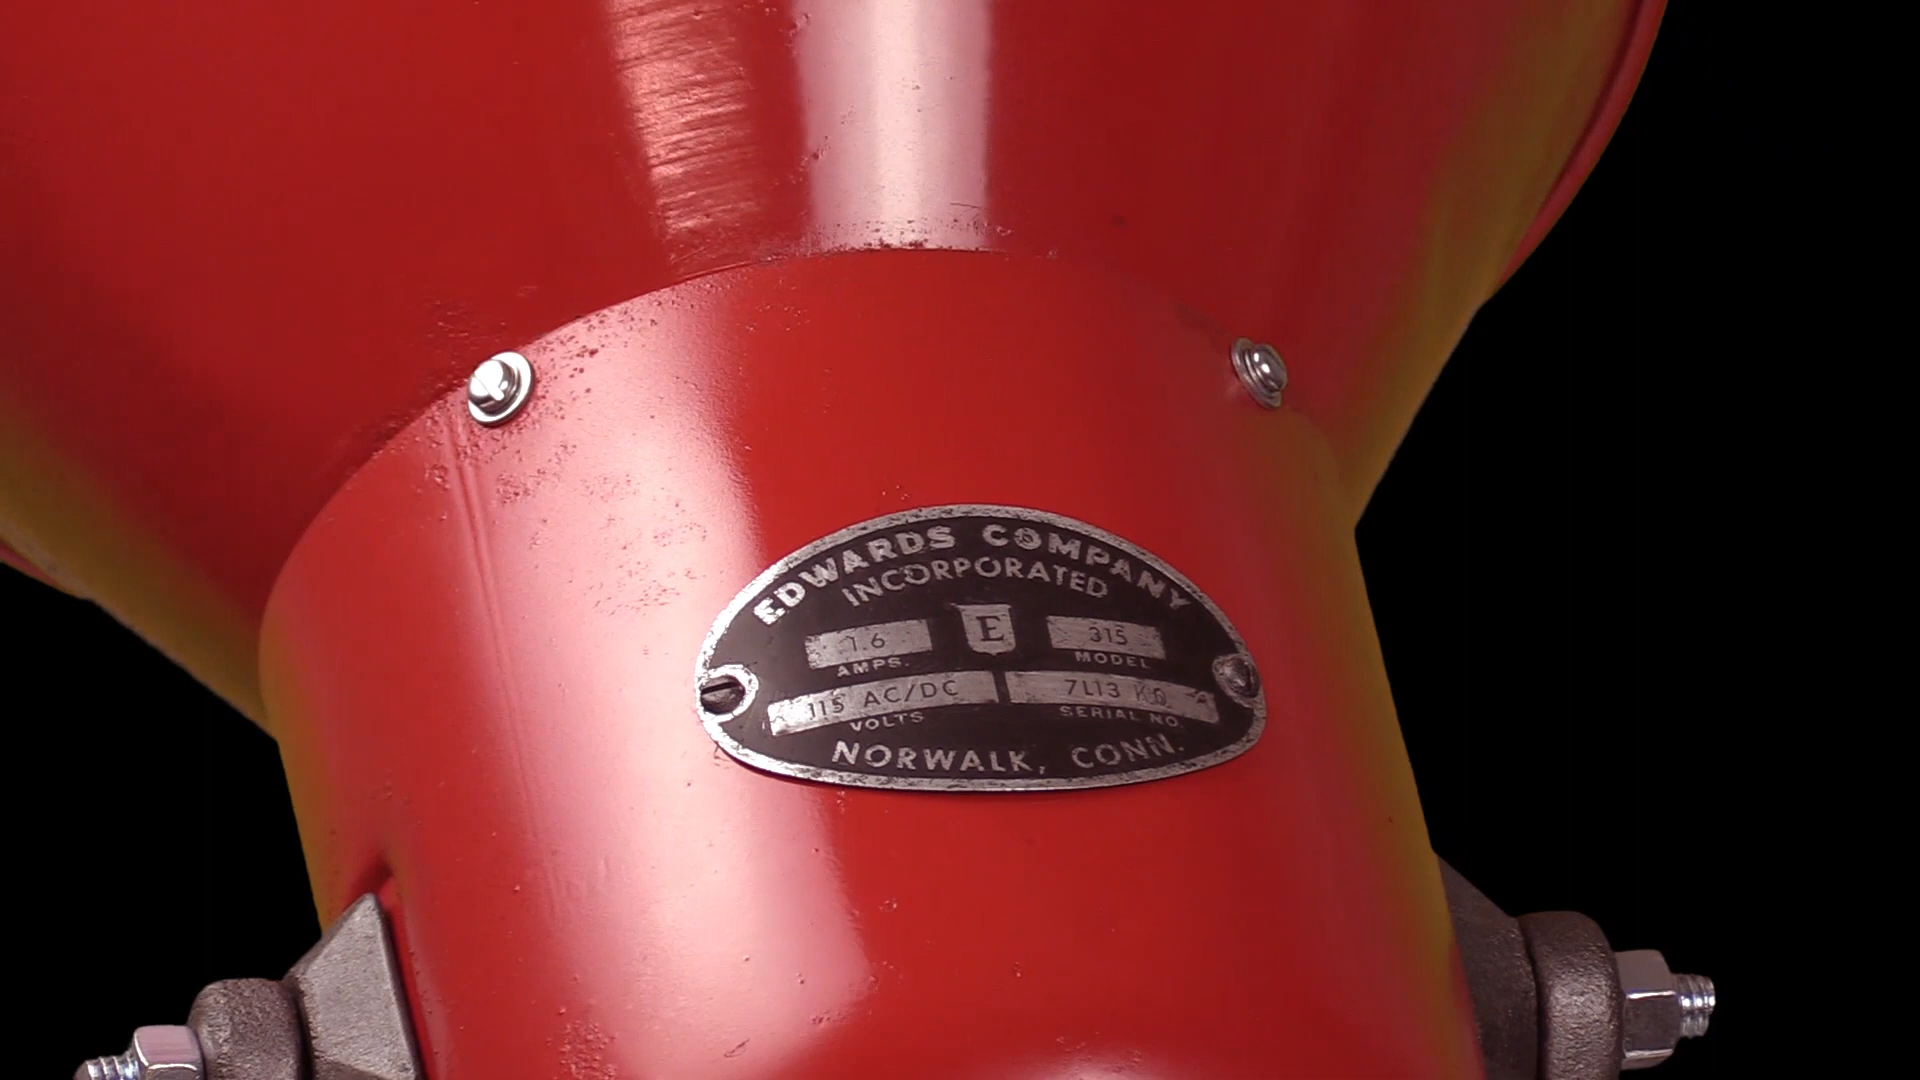 EDWARDS COMPANY
INCORPORATED
1.6 E 315
AMPS. MODEL
115 AC/DC 7L13 KQ
VOLTS SERIAL NO.
NORWALK, CONN.